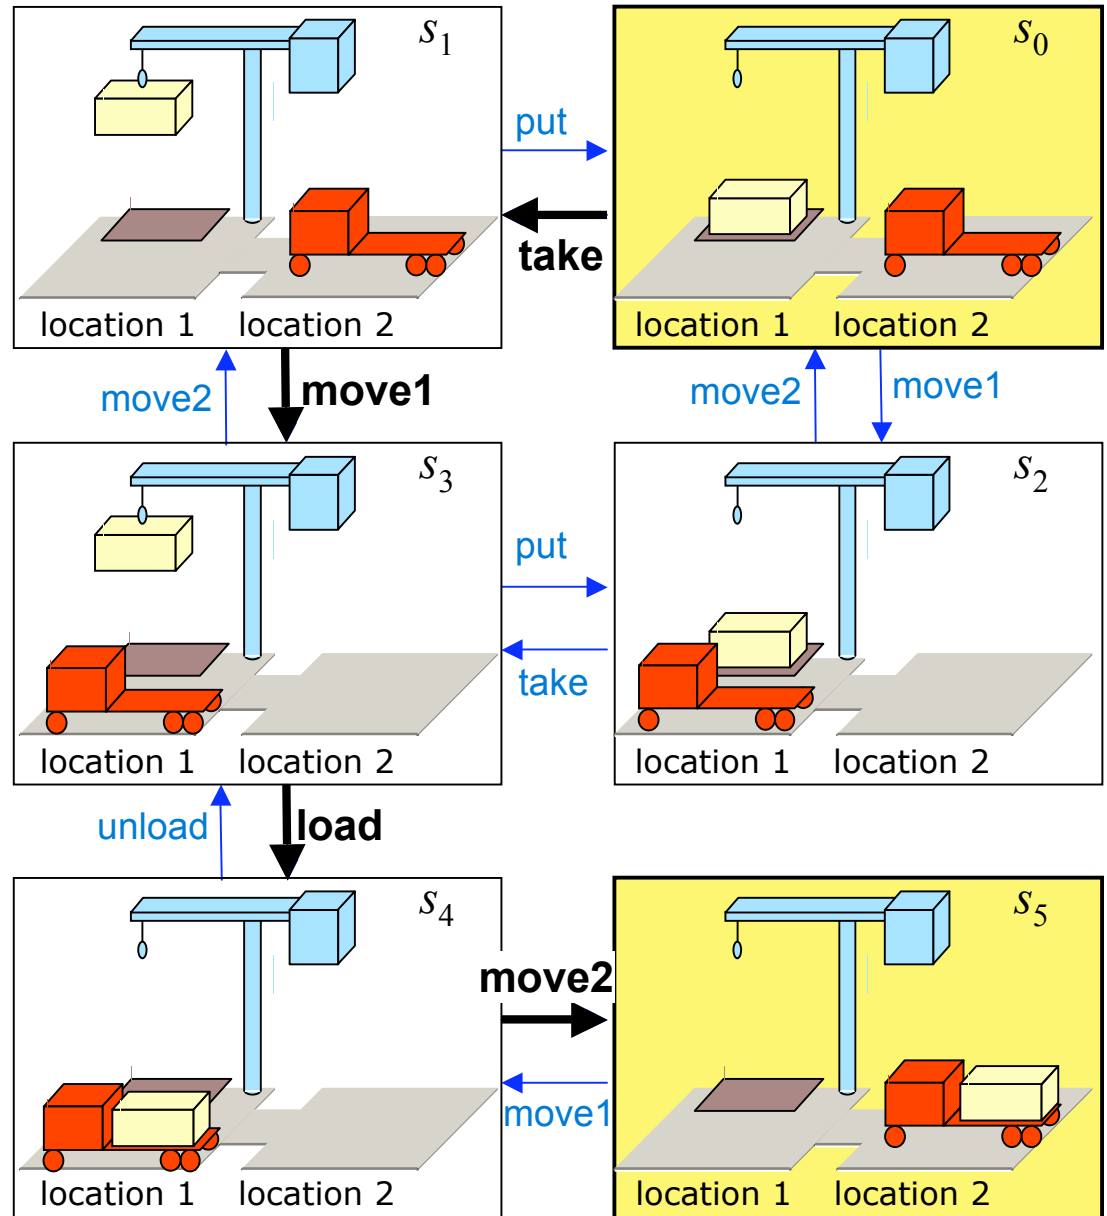 s₁
s₀
put
take
location 1 location 2
location 1 location 2
move2
move1
move2
move1
s₃
s₂
put
take
location 1 location 2
location 1 location 2
unload
load
s₄
s₅
move2
move1
location 1 location 2
location 1 location 2